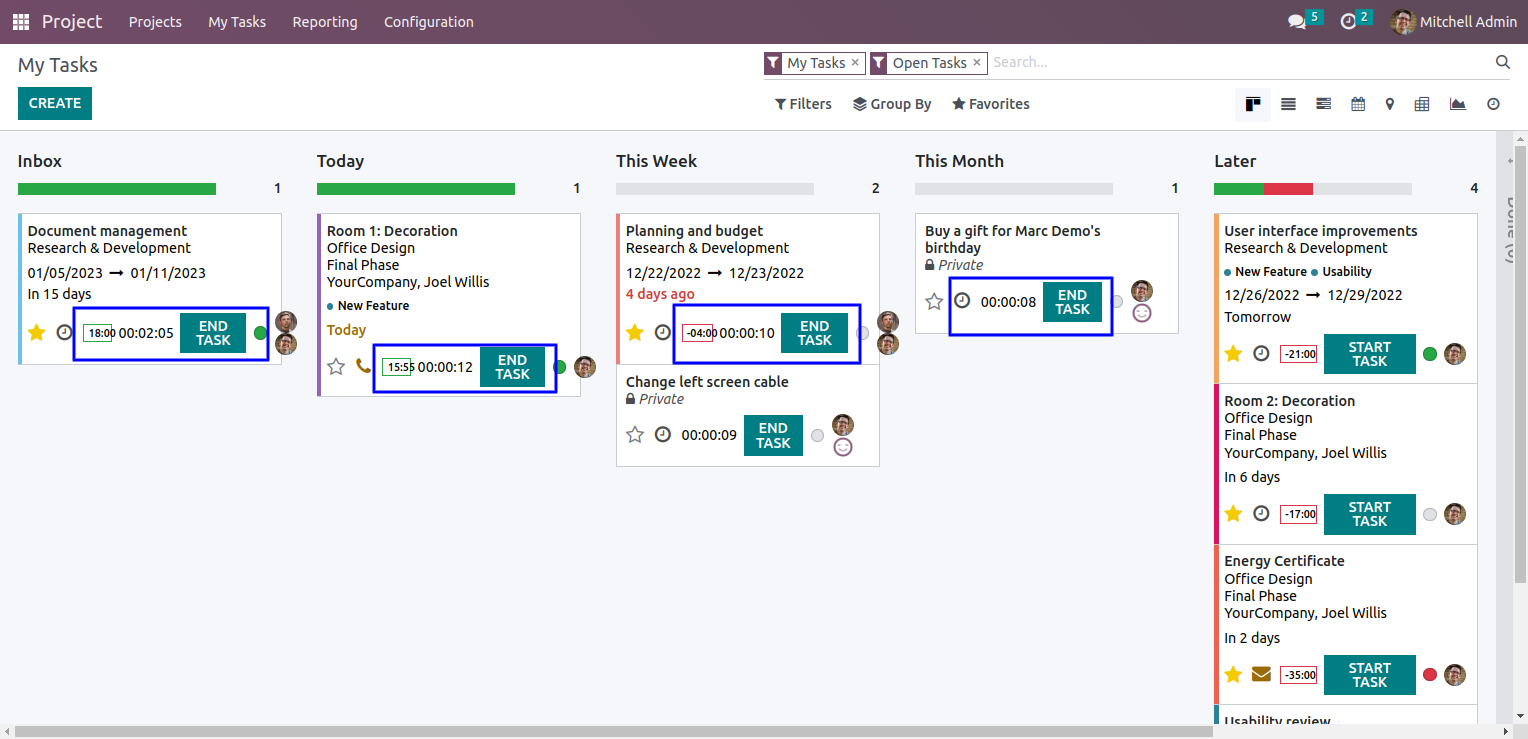 Project
Projects
My Tasks
Reporting
Configuration
5
2
Mitchell Admin
My Tasks
My Tasks ×
Open Tasks ×
Search...
CREATE
Filters
Group By
Favorites
Inbox
1
Document management
Research & Development
01/05/2023 → 01/11/2023
In 15 days
18:00
00:02:05
END
TASK
Today
1
Room 1: Decoration
Office Design
Final Phase
YourCompany, Joel Willis
New Feature
Today
15:55
00:00:12
END
TASK
This Week
2
Planning and budget
Research & Development
12/22/2022 → 12/23/2022
4 days ago
-04:00
00:00:10
END
TASK
Change left screen cable
Private
00:00:09
END
TASK
This Month
1
Buy a gift for Marc Demo's
birthday
Private
00:00:08
END
TASK
Later
4
User interface improvements
Research & Development
New Feature
Usability
12/26/2022 → 12/29/2022
Tomorrow
-21:00
START
TASK
Room 2: Decoration
Office Design
Final Phase
YourCompany, Joel Willis
In 6 days
-17:00
START
TASK
Energy Certificate
Office Design
Final Phase
YourCompany, Joel Willis
In 2 days
-35:00
START
TASK
Usability review